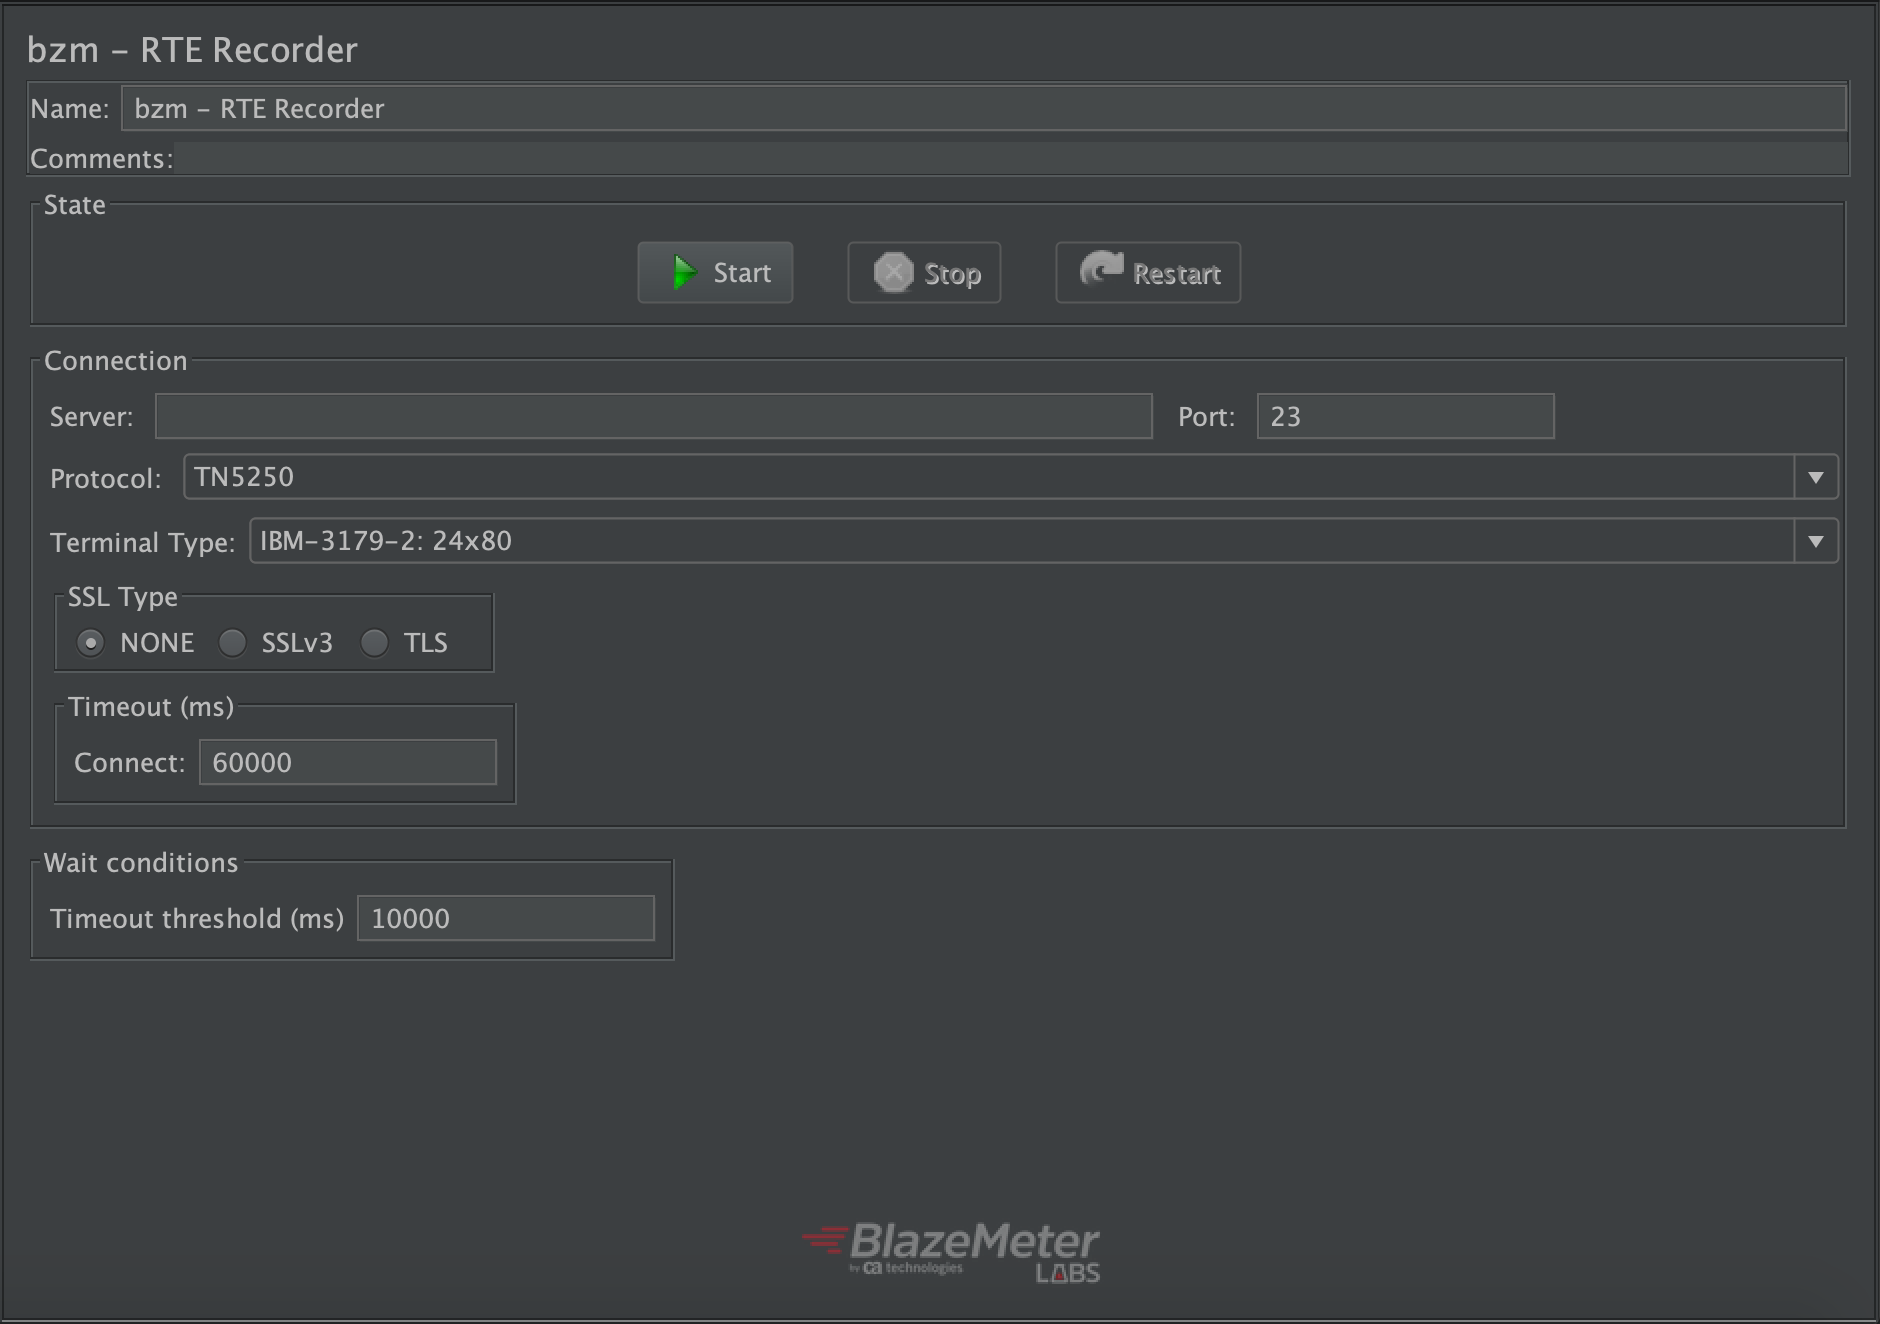 bzm – RTE Recorder
Name: bzm – RTE Recorder
Comments:
State
Start Stop Restart
Connection
Server: Port: 23
Protocol: TN5250
Terminal Type: IBM-3179-2: 24x80
SSL Type
NONE SSLv3 TLS
Timeout (ms)
Connect: 60000
Wait conditions
Timeout threshold (ms) 10000
BlazeMeter
by ca technologies
LABS